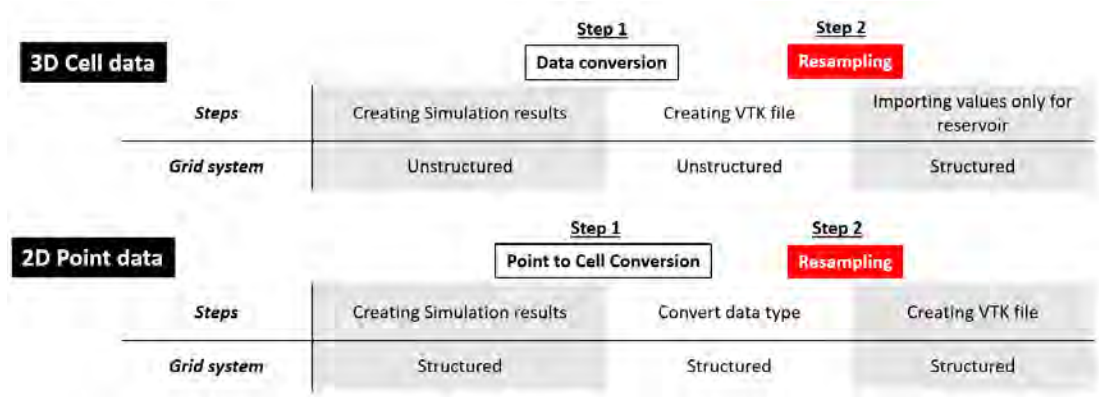 Step 1 Step 2
3D Cell data Data conversion Resampling
Steps Creating Simulation results Creating VTK file Importing values only for
reservoir
Grid system Unstructured Unstructured Structured
Step 1 Step 2
2D Point data Point to Cell Conversion Resampling
Steps Creating Simulation results Convert data type Creating VTK file
Grid system Structured Structured Structured